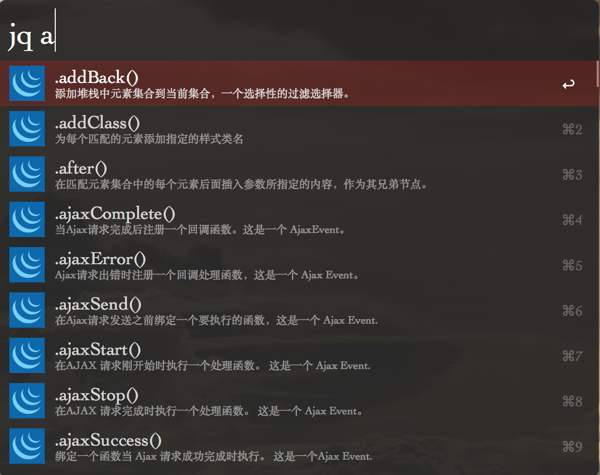 jq a
.addBack()
添加堆栈中元素集合到当前集合，一个选择性的过滤选择器。
↩
.addClass()
为每个匹配的元素添加指定的样式类名
⌘2
.after()
在匹配元素集合中的每个元素后面插入参数所指定的内容，作为其兄弟节点。
⌘3
.ajaxComplete()
当Ajax请求完成后注册一个回调函数。这是一个 AjaxEvent。
⌘4
.ajaxError()
Ajax请求出错时注册一个回调处理函数，这是一个 Ajax Event。
⌘5
.ajaxSend()
在Ajax请求发送之前绑定一个要执行的函数，这是一个 Ajax Event.
⌘6
.ajaxStart()
在AJAX 请求刚开始时执行一个处理函数。 这是一个 Ajax Event.
⌘7
.ajaxStop()
在AJAX 请求完成时执行一个处理函数。 这是一个 Ajax Event。
⌘8
.ajaxSuccess()
绑定一个函数当 Ajax 请求成功完成时执行。 这是一个Ajax Event.
⌘9